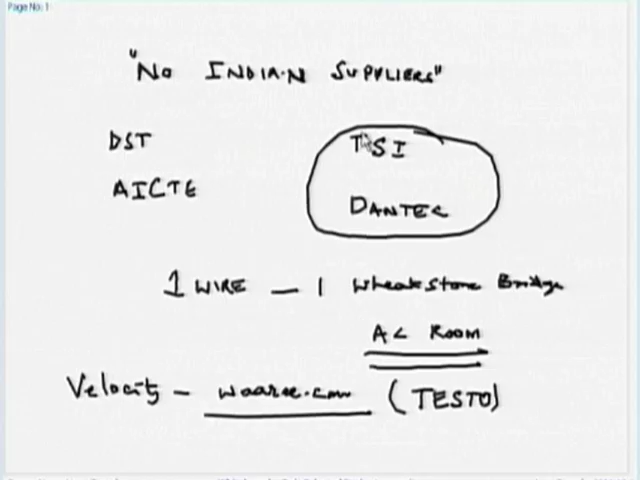 Page No: 1
"No INDIAN SUPPLIERS"
DST TSI
AICTE DANTEC
1 WIRE — 1 Wheatstone Bridge
AC ROOM
Velocity – (TESTO)